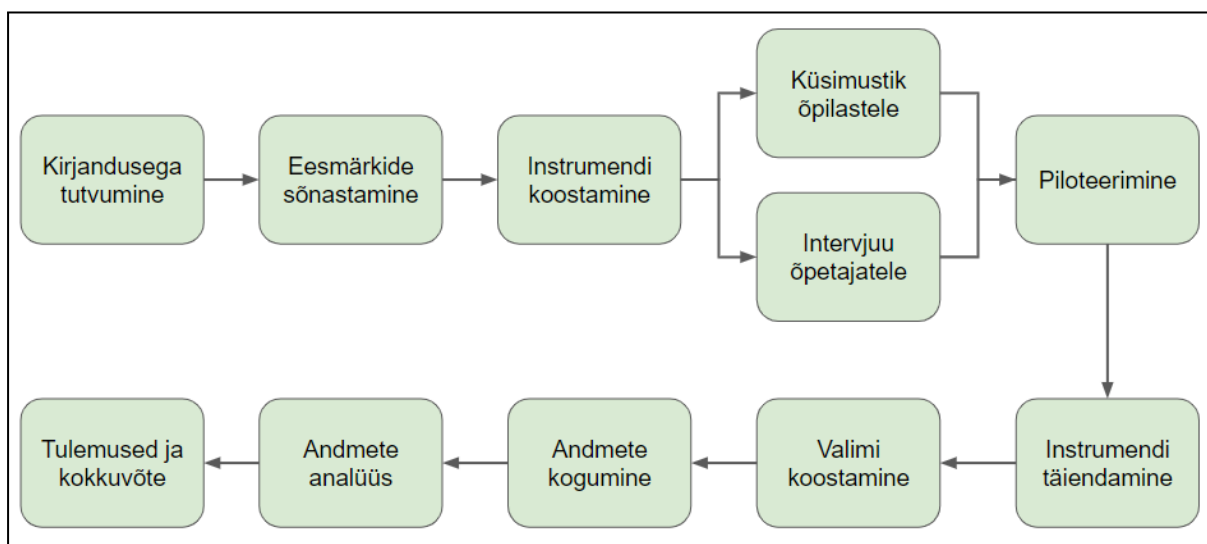 Kirjandusega
tutvumine
Eesmärkide
sõnastamine
Instrumendi
koostamine
Küsimustik
õpilastele
Intervjuu
õpetajatele
Piloteerimine
Instrumendi
täiendamine
Valimi
koostamine
Andmete
kogumine
Andmete
analüüs
Tulemused ja
kokkuvõte